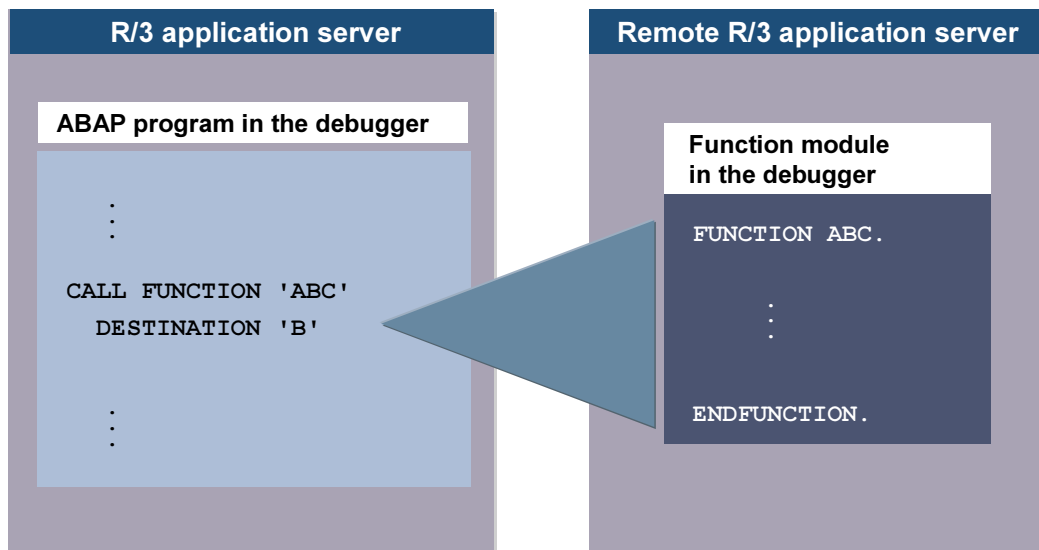 R/3 application server
ABAP program in the debugger
.
.
.
CALL FUNCTION 'ABC'
DESTINATION 'B'
.
.
.
Remote R/3 application server
Function module
in the debugger
FUNCTION ABC.
.
.
.
ENDFUNCTION.